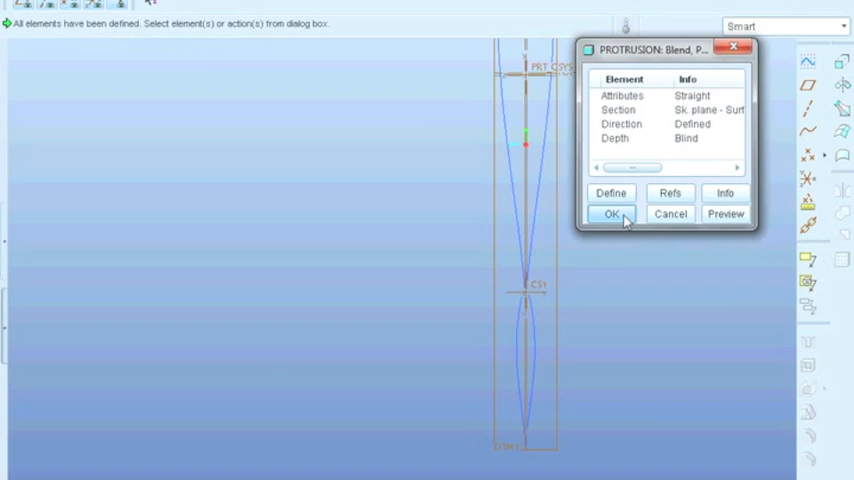 All elements have been defined. Select element(s) or action(s) from dialog box.
Smart
PROTRUSION: Blend, P...
Element Info
Attributes Straight
Section Sk. plane - Surf
Direction Defined
Depth Blind
Define Refs Info
OK Cancel Preview
PRT_CSYS
CS1